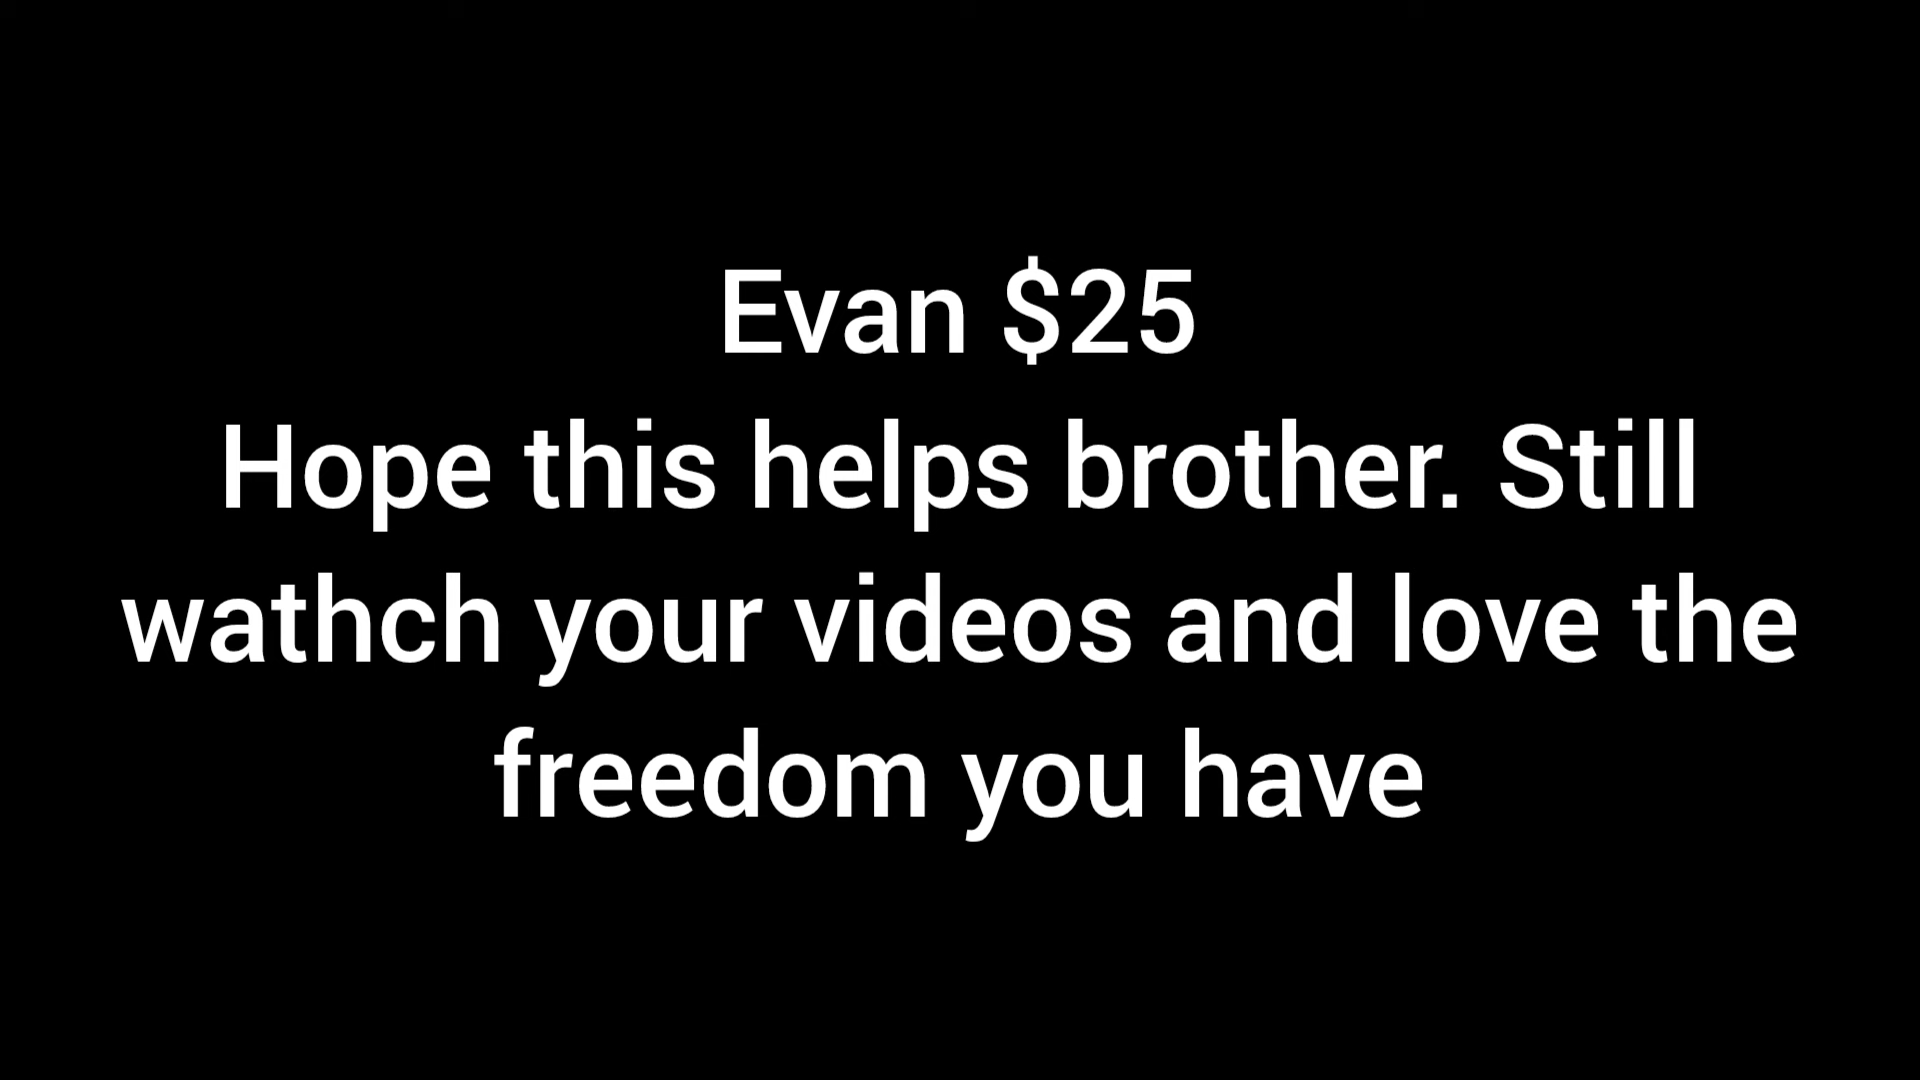 Evan $25
Hope this helps brother. Still
wathch your videos and love the
freedom you have